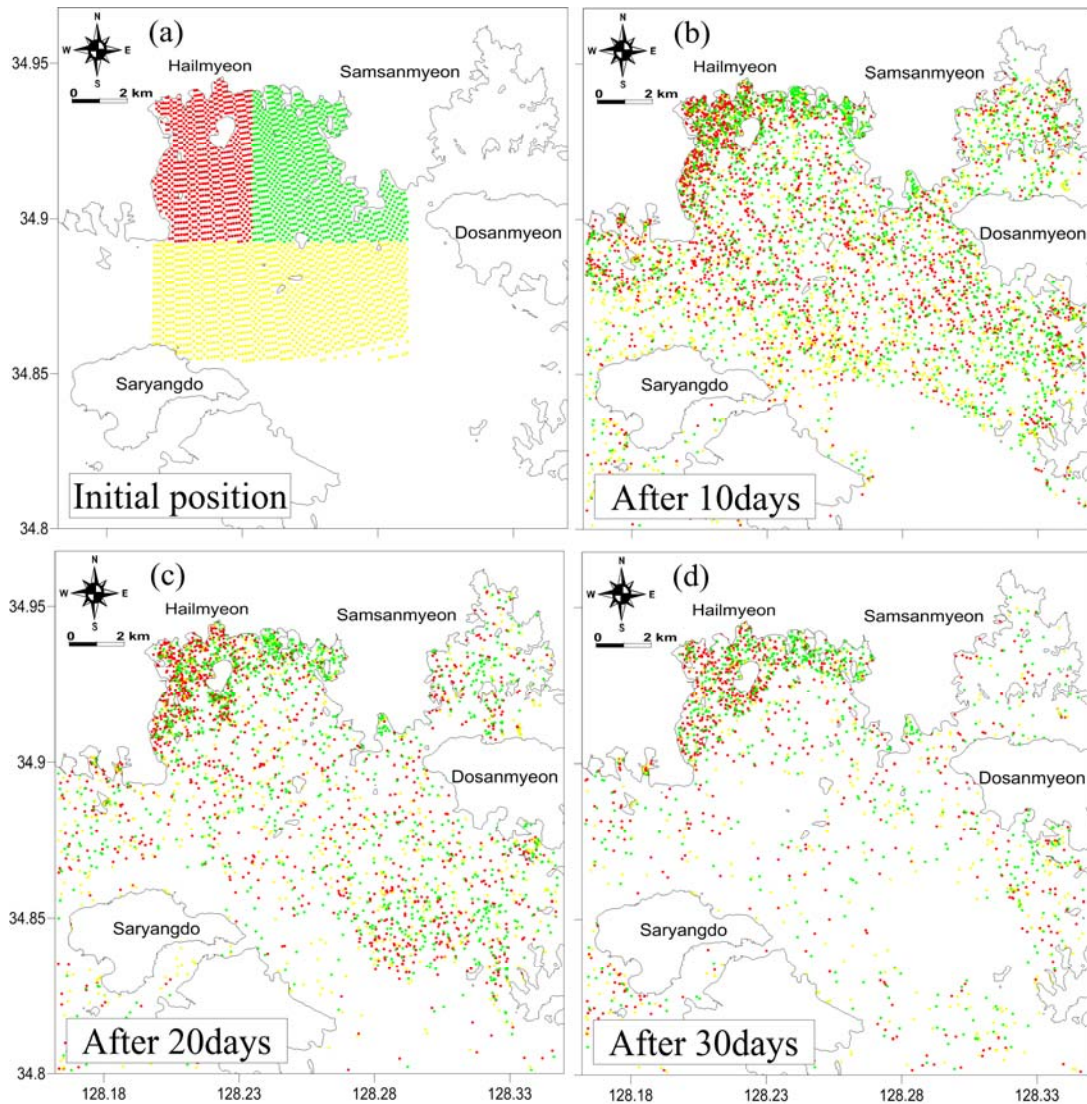 (a)
N
W E
S
0 2 km
Hailmyeon
Samsanmyeon
Dosanmyeon
Saryangdo
Initial position
34.95
34.9
34.85
34.8
(b)
N
W E
S
0 2 km
Hailmyeon
Samsanmyeon
Dosanmyeon
Saryangdo
After 10days
(c)
N
W E
S
0 2 km
Hailmyeon
Samsanmyeon
Dosanmyeon
Saryangdo
After 20days
34.95
34.9
34.85
34.8
128.18 128.23 128.28 128.33
(d)
N
W E
S
0 2 km
Hailmyeon
Samsanmyeon
Dosanmyeon
Saryangdo
After 30days
128.18 128.23 128.28 128.33